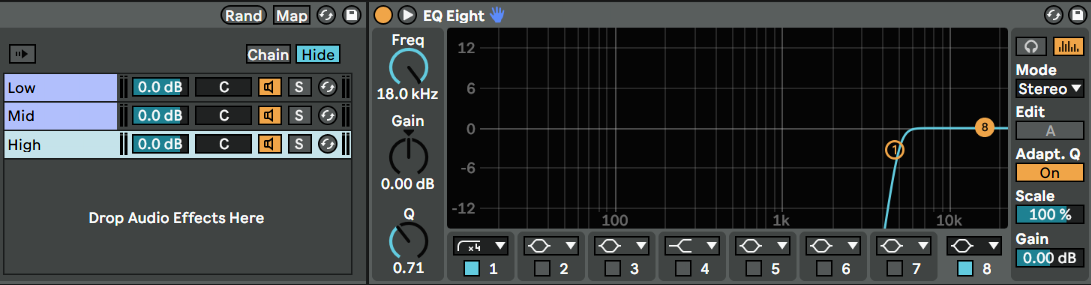 Rand Map
Chain Hide
Low 0.0 dB C S
Mid 0.0 dB C S
High 0.0 dB C S
Drop Audio Effects Here
EQ Eight
Freq
18.0 kHz
Gain
0.00 dB
Q
0.71
12
6
0
-6
-12
100 1k 10k
1
8
x4
1 2 3 4 5 6 7 8
Mode
Stereo
Edit
A
Adapt. Q
On
Scale
100 %
Gain
0.00 dB